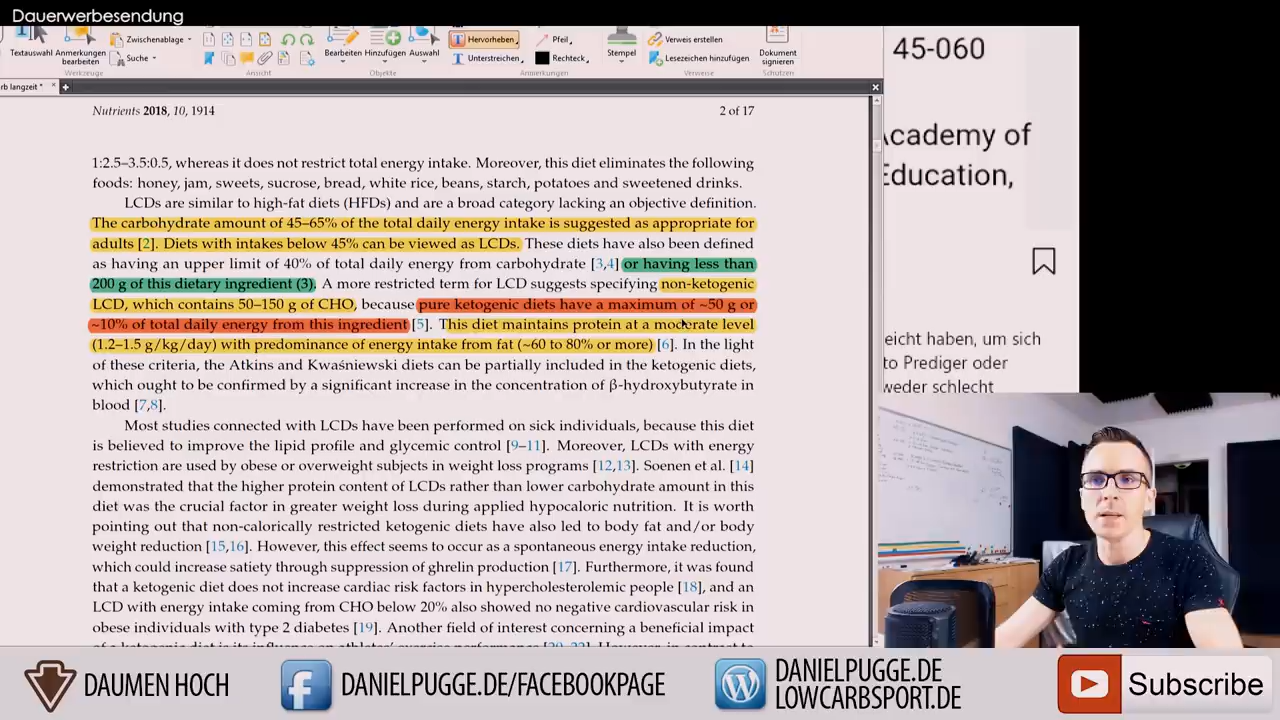 Dauerwerbesendung
Textauswahl
Anmerkungen bearbeiten
Zwischenablage
Suche
Bearbeiten
Hinzufügen
Auswahl
Hervorheben
Unterstreichen
Pfeil
Rechteck
Stempel
Verweis erstellen
Lesezeichen hinzufügen
Dokument signieren
Werkzeuge
Ansicht
Objekte
Anmerkungen
Verweise
Schützen
rb langzeit *
Nutrients 2018, 10, 1914
2 of 17
1:2.5–3.5:0.5, whereas it does not restrict total energy intake. Moreover, this diet eliminates the following
foods: honey, jam, sweets, sucrose, bread, white rice, beans, starch, potatoes and sweetened drinks.
LCDs are similar to high-fat diets (HFDs) and are a broad category lacking an objective definition.
The carbohydrate amount of 45–65% of the total daily energy intake is suggested as appropriate for
adults [2]. Diets with intakes below 45% can be viewed as LCDs. These diets have also been defined
as having an upper limit of 40% of total daily energy from carbohydrate [3,4] or having less than
200 g of this dietary ingredient (3). A more restricted term for LCD suggests specifying non-ketogenic
LCD, which contains 50–150 g of CHO, because pure ketogenic diets have a maximum of ~50 g or
~10% of total daily energy from this ingredient [5]. This diet maintains protein at a moderate level
(1.2–1.5 g/kg/day) with predominance of energy intake from fat (~60 to 80% or more) [6]. In the light
of these criteria, the Atkins and Kwaśniewski diets can be partially included in the ketogenic diets,
which ought to be confirmed by a significant increase in the concentration of β-hydroxybutyrate in
blood [7,8].
Most studies connected with LCDs have been performed on sick individuals, because this diet
is believed to improve the lipid profile and glycemic control [9–11]. Moreover, LCDs with energy
restriction are used by obese or overweight subjects in weight loss programs [12,13]. Soenen et al. [14]
demonstrated that the higher protein content of LCDs rather than lower carbohydrate amount in this
diet was the crucial factor in greater weight loss during applied hypocaloric nutrition. It is worth
pointing out that non-calorically restricted ketogenic diets have also led to body fat and/or body
weight reduction [15,16]. However, this effect seems to occur as a spontaneous energy intake reduction,
which could increase satiety through suppression of ghrelin production [17]. Furthermore, it was found
that a ketogenic diet does not increase cardiac risk factors in hypercholesterolemic people [18], and an
LCD with energy intake coming from CHO below 20% also showed no negative cardiovascular risk in
obese individuals with type 2 diabetes [19]. Another field of interest concerning a beneficial impact
45-060
Academy of
Education,
eicht haben, um sich
to Prediger oder
weder schlecht
DAUMEN HOCH
DANIELPUGGE.DE/FACEBOOKPAGE
DANIELPUGGE.DE
LOWCARBSPORT.DE
Subscribe